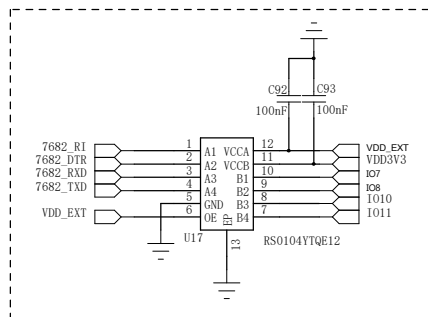 C92 C93
100nF 100nF
7682_RI 1 A1 VCCA 12 VDD_EXT
7682_DTR 2 A2 VCCB 11 VDD3V3
7682_RXD 3 A3 B1 10 IO7
7682_TXD 4 A4 B2 9 IO8
5 GND B3 8 IO10
VDD_EXT 6 OE EP B4 7 IO11
U17 13 RS0104YTQE12